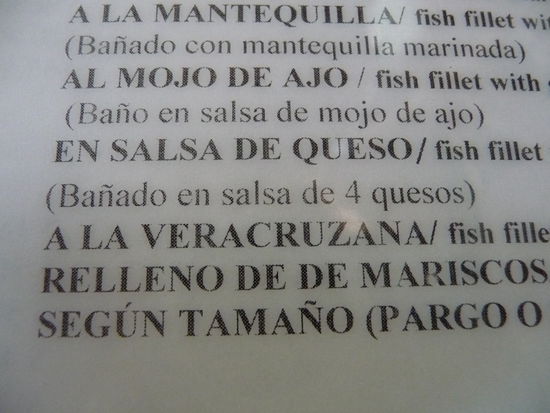 A LA MANTEQUILLA/ fish fillet
(Bañado con mantequilla marinada)
AL MOJO DE AJO / fish fillet with
(Baño en salsa de mojo de ajo)
EN SALSA DE QUESO/ fish fillet
(Bañado en salsa de 4 quesos)
A LA VERACRUZANA/ fish
RELLENO DE DE MARISCOS
SEGÚN TAMAÑO (PARGO O